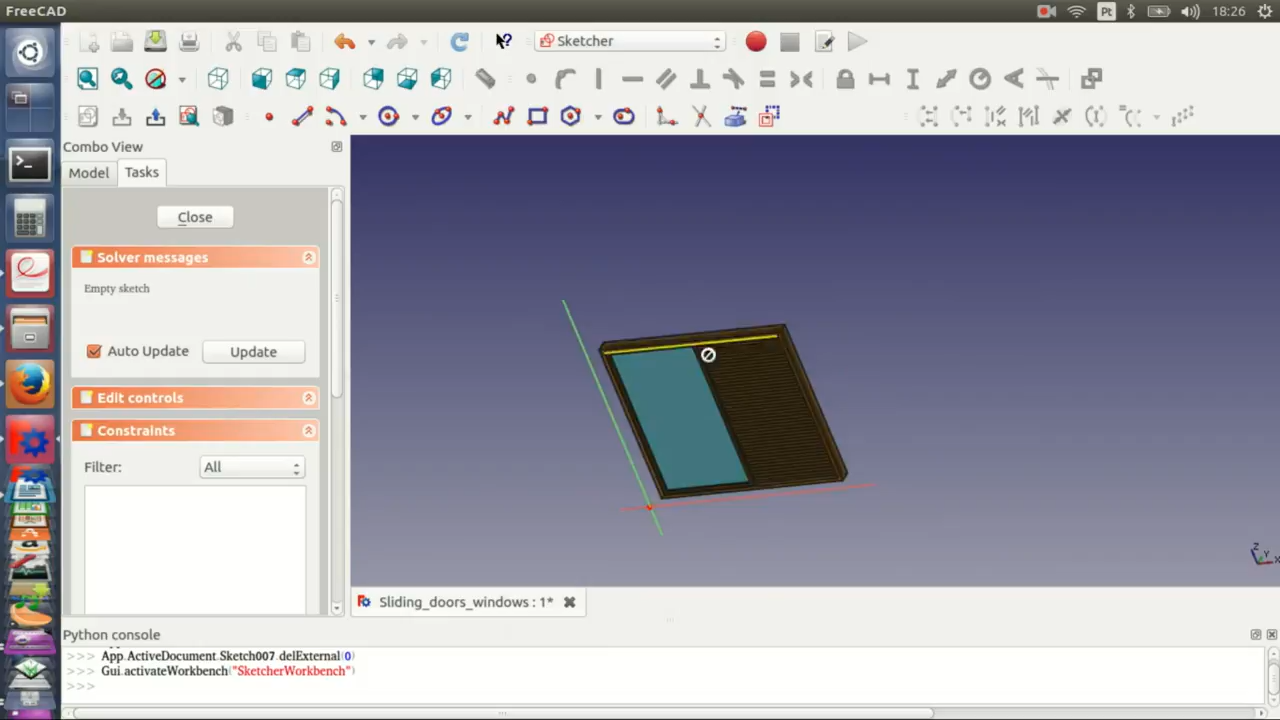 FreeCAD
Pt
18:26
Sketcher
Combo View
Model
Tasks
Close
Solver messages
Empty sketch
Auto Update
Update
Edit controls
Constraints
Filter:
All
Z
Y
X
Sliding_doors_windows : 1*
Python console
>>> App.ActiveDocument.Sketch007.delExternal(0)
>>> Gui.activateWorkbench("SketcherWorkbench")
>>>